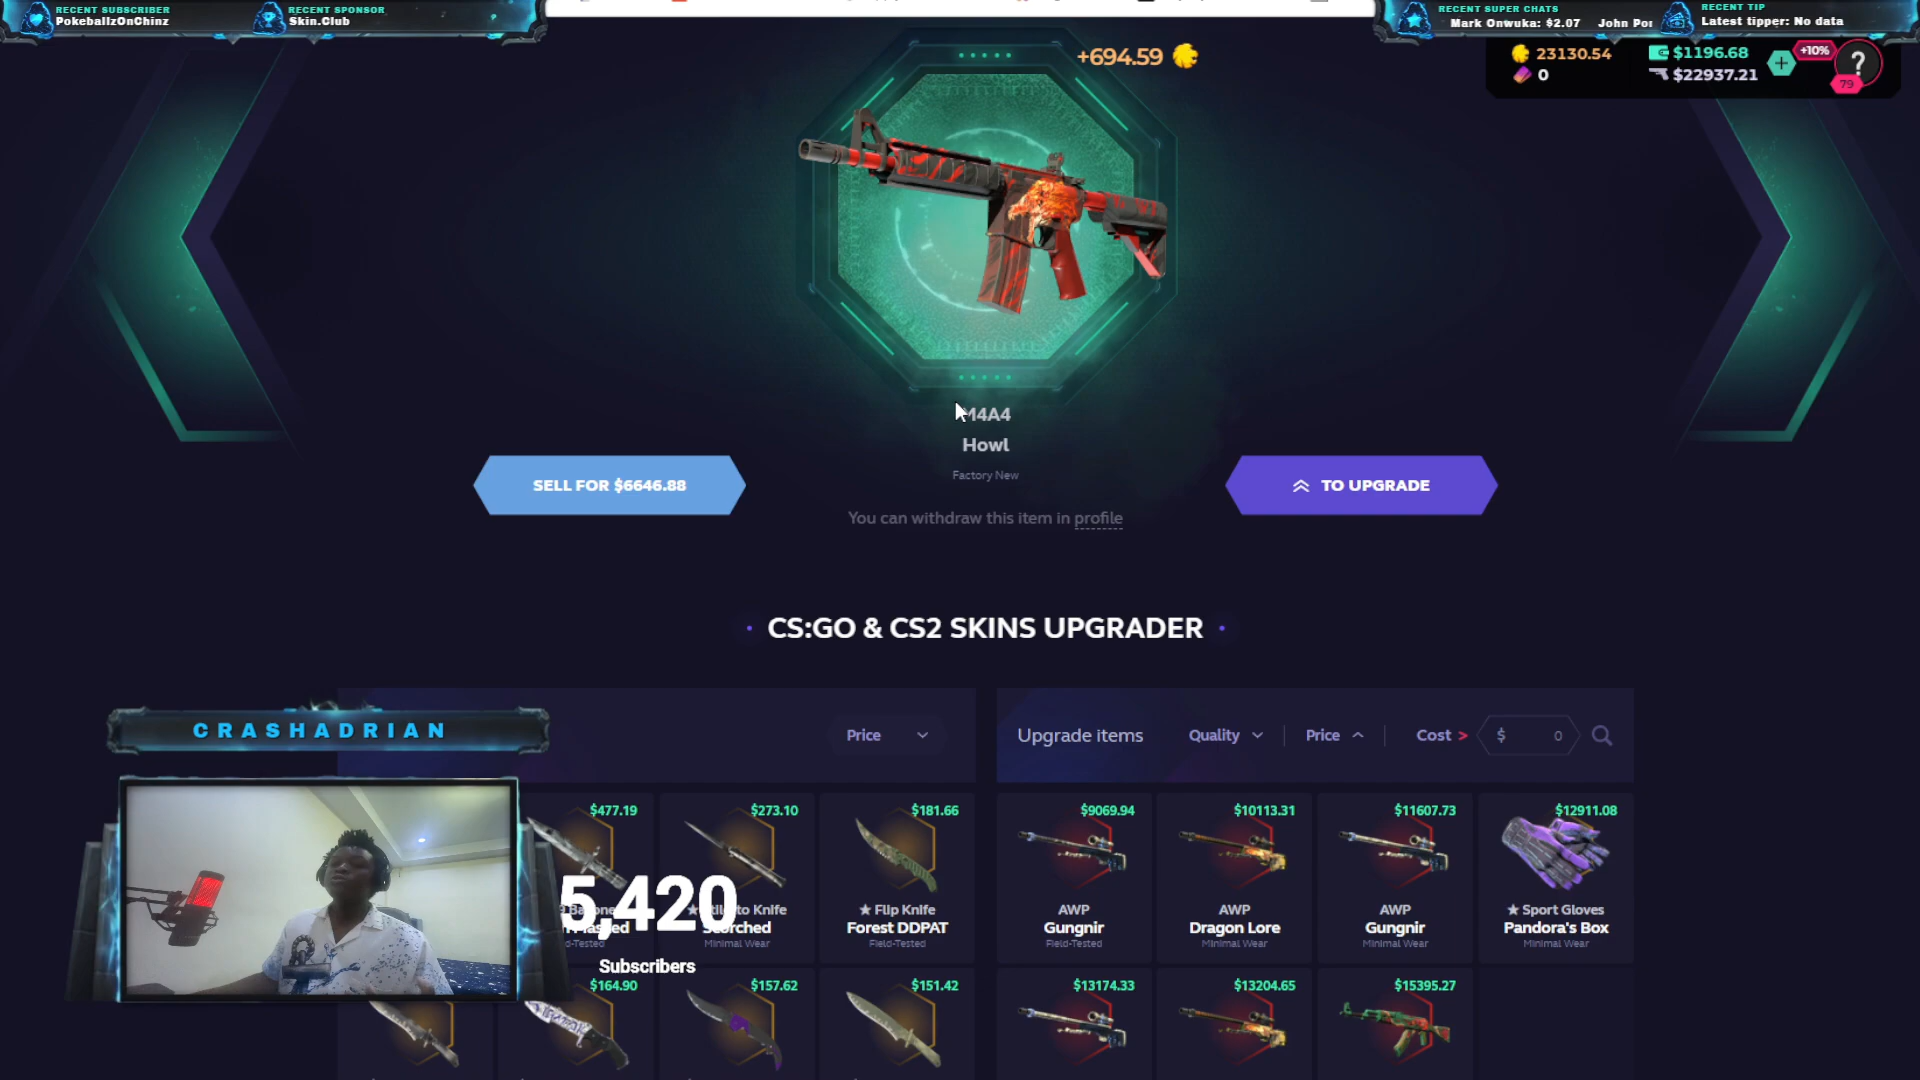 RECENT SUBSCRIBER
PokeballzOnChinz
RECENT SPONSOR
Skin.Club
RECENT SUPER CHATS
Mark Onwuka: $2.07 John Por
RECENT TIP
Latest tipper: No data
+694.59
23130.54
0
$1196.68
$22937.21
+10%
?
79
M4A4
Howl
Factory New
SELL FOR $6646.88
TO UPGRADE
You can withdraw this item in profile
CS:GO & CS2 SKINS UPGRADER
CRASHADRIAN
Price
Upgrade items
Quality
Price
Cost >
$ 0
$477.19
$273.10
$181.66
$9069.94
$10113.31
$11607.73
$12911.08
5,420
Subscribers
Knife
Scorched
Minimal Wear
★ Flip Knife
Forest DDPAT
Field-Tested
AWP
Gungnir
Field-Tested
AWP
Dragon Lore
Minimal Wear
AWP
Gungnir
Minimal Wear
★ Sport Gloves
Pandora's Box
Minimal Wear
$164.90
$157.62
$151.42
$13174.33
$13204.65
$15395.27